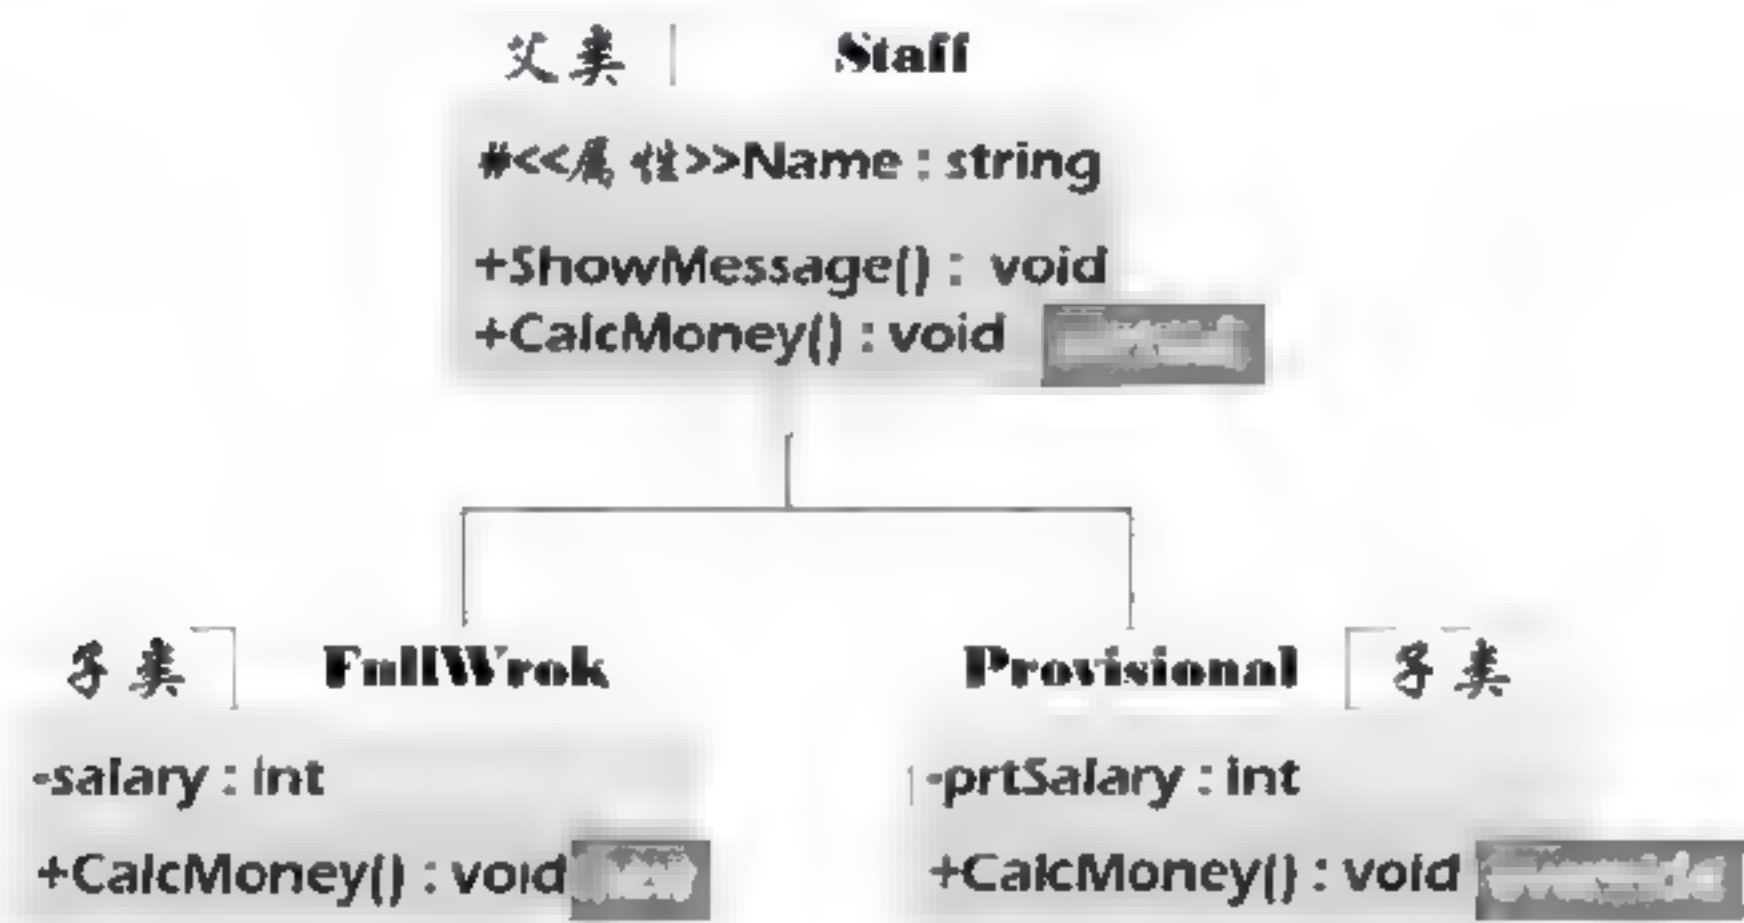 父类 Staff
#<<属性>>Name : string
+ShowMessage() : void
+CalcMoney() : void
子类 FullWrok Provisional 子类
-salary : int -prtSalary : int
+CalcMoney() : void +CalcMoney() : void